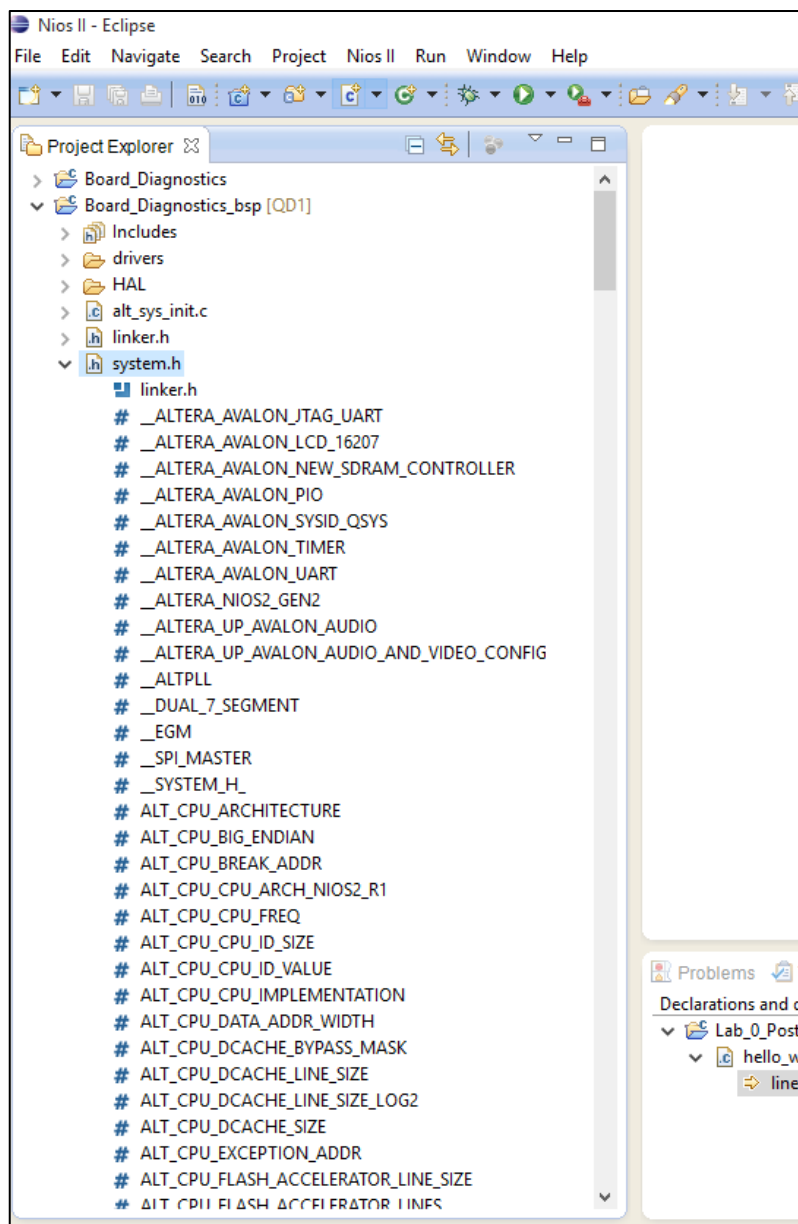 Nios II - Eclipse
File Edit Navigate Search Project Nios II Run Window Help
Project Explorer
Board_Diagnostics
Board_Diagnostics_bsp [QD1]
Includes
drivers
HAL
alt_sys_init.c
linker.h
system.h
linker.h
__ALTERA_AVALON_JTAG_UART
__ALTERA_AVALON_LCD_16207
__ALTERA_AVALON_NEW_SDRAM_CONTROLLER
__ALTERA_AVALON_PIO
__ALTERA_AVALON_SYSID_QSYS
__ALTERA_AVALON_TIMER
__ALTERA_AVALON_UART
__ALTERA_NIOS2_GEN2
__ALTERA_UP_AVALON_AUDIO
__ALTERA_UP_AVALON_AUDIO_AND_VIDEO_CONFIG
__ALTPLL
__DUAL_7_SEGMENT
__EGM
__SPI_MASTER
__SYSTEM_H_
ALT_CPU_ARCHITECTURE
ALT_CPU_BIG_ENDIAN
ALT_CPU_BREAK_ADDR
ALT_CPU_CPU_ARCH_NIOS2_R1
ALT_CPU_CPU_FREQ
ALT_CPU_CPU_ID_SIZE
ALT_CPU_CPU_ID_VALUE
ALT_CPU_CPU_IMPLEMENTATION
ALT_CPU_DATA_ADDR_WIDTH
ALT_CPU_DCACHE_BYPASS_MASK
ALT_CPU_DCACHE_LINE_SIZE
ALT_CPU_DCACHE_LINE_SIZE_LOG2
ALT_CPU_DCACHE_SIZE
ALT_CPU_EXCEPTION_ADDR
ALT_CPU_FLASH_ACCELERATOR_LINE_SIZE
ALT_CPU_FLASH_ACCELERATOR_LINES
Problems
Declarations and
Lab_0_Post
hello_w
line